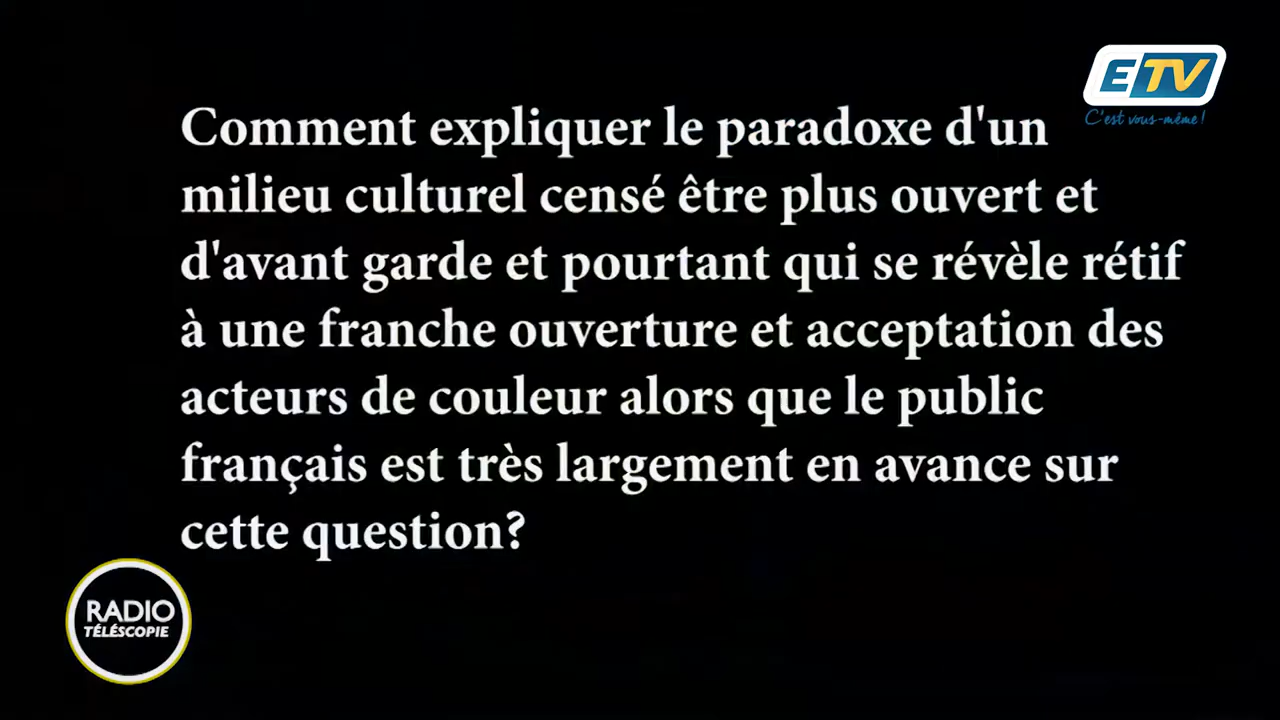 ETV
C'est vous-même!
Comment expliquer le paradoxe d'un
milieu culturel censé être plus ouvert et
d'avant garde et pourtant qui se révèle rétif
à une franche ouverture et acceptation des
acteurs de couleur alors que le public
français est très largement en avance sur
cette question?
RADIO
TÉLÉSCOPIE